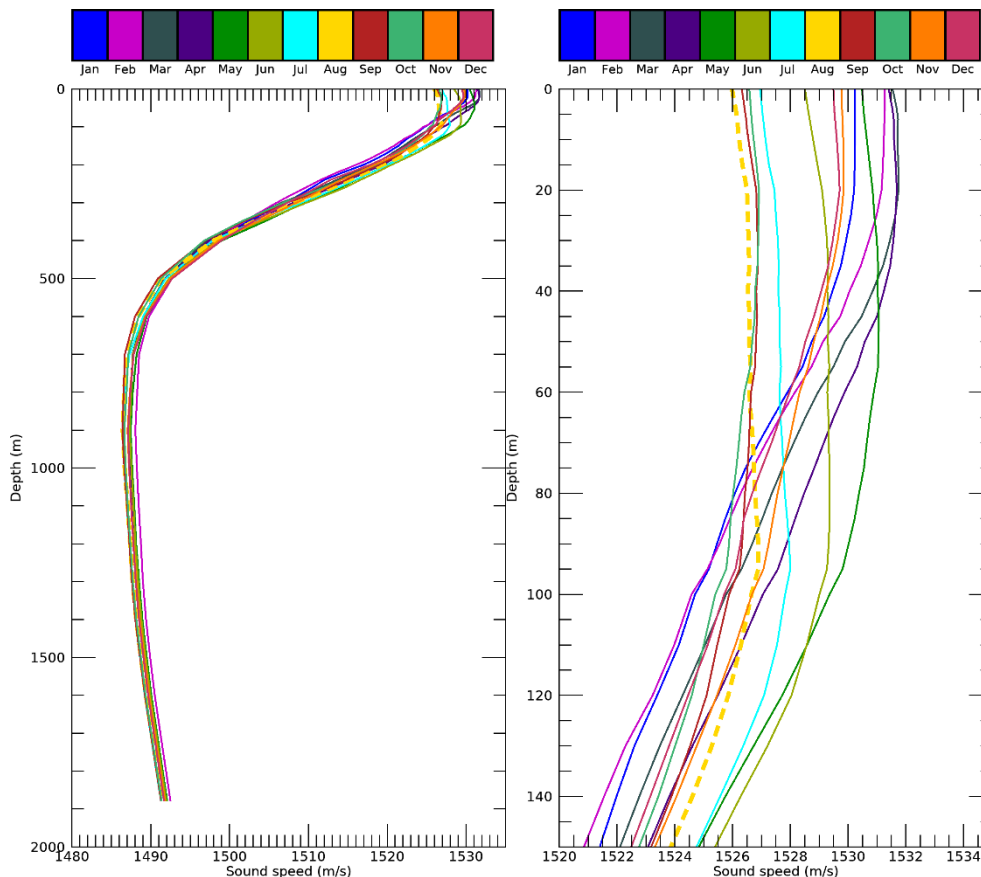 Jan Feb Mar Apr May Jun Jul Aug Sep Oct Nov Dec
0
500
1000
1500
2000
Depth (m)
1480 1490 1500 1510 1520 1530
Sound speed (m/s)
Jan Feb Mar Apr May Jun Jul Aug Sep Oct Nov Dec
0
20
40
60
80
100
120
140
Depth (m)
1520 1522 1524 1526 1528 1530 1532 1534
Sound speed (m/s)